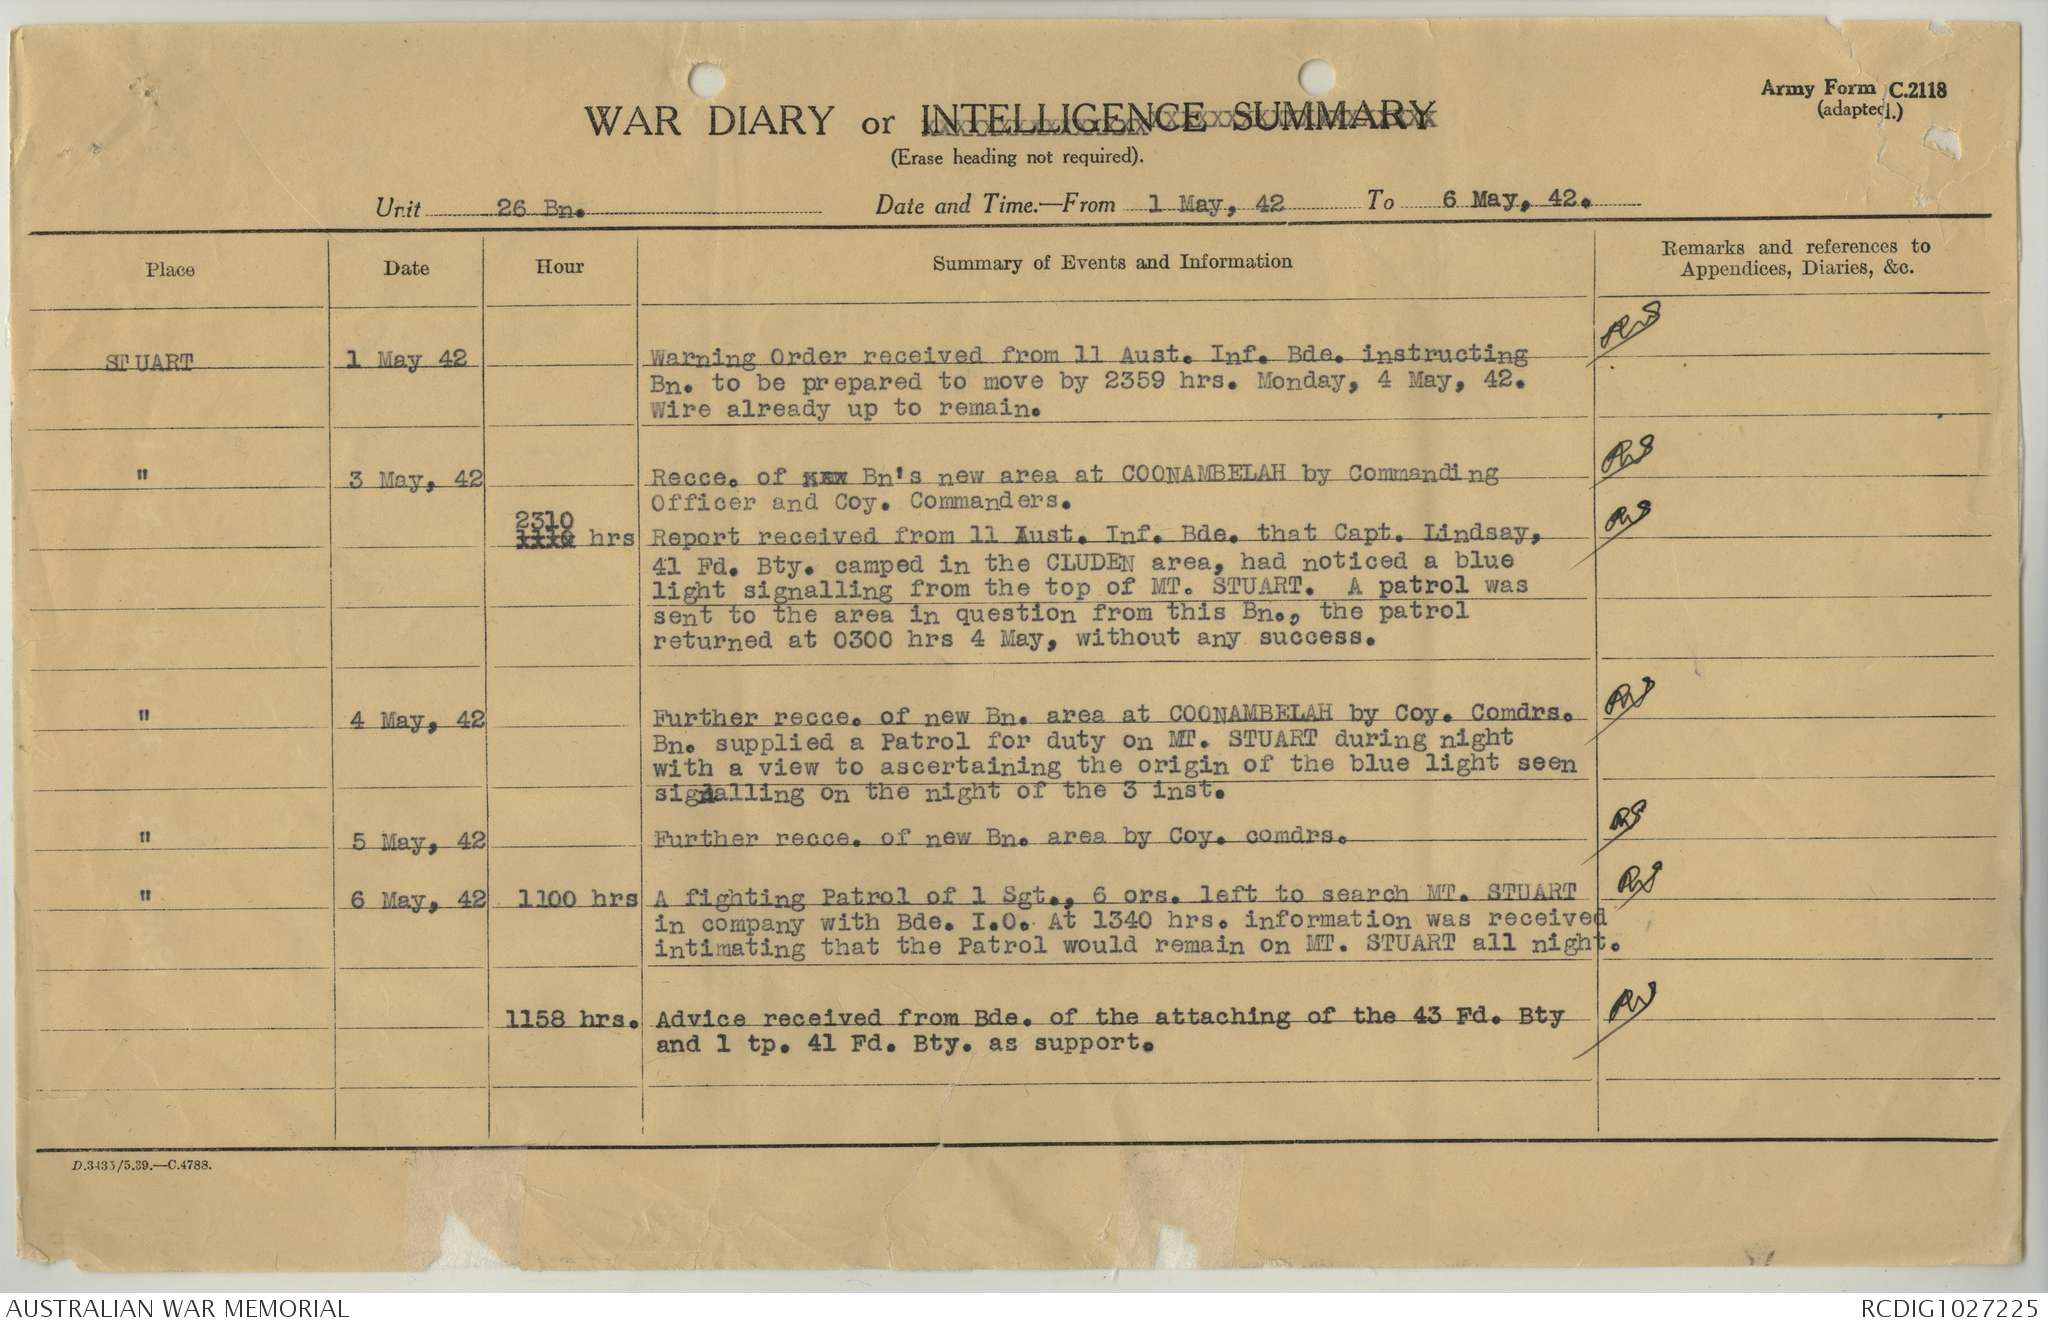 Army Form C.2118
(adapted.)
WAR DIARY or INTELLIGENCE SUMMARY
(Erase heading not required).
Unit 26 Bn. Date and Time.—From 1 May, 42 To 6 May, 42.
Place Date Hour Summary of Events and Information Remarks and references to
Appendices, Diaries, &c.
STUART 1 May 42 Warning Order received from 11 Aust. Inf. Bde. instructing RS
Bn. to be prepared to move by 2359 hrs. Monday, 4 May, 42.
Wire already up to remain.
" 3 May, 42 Recce. of Bn's new area at COONAMBELAH by Commanding RS
Officer and Coy. Commanders.
2310
hrs Report received from 11 Aust. Inf. Bde. that Capt. Lindsay, RS
41 Fd. Bty. camped in the CLUDEN area, had noticed a blue
light signalling from the top of MT. STUART. A patrol was
sent to the area in question from this Bn., the patrol
returned at 0300 hrs 4 May, without any success.
" 4 May, 42 Further recce. of new Bn. area at COONAMBELAH by Coy. Comdrs. RS
Bn. supplied a Patrol for duty on MT. STUART during night
with a view to ascertaining the origin of the blue light seen
signalling on the night of the 3 inst.
" 5 May, 42 Further recce. of new Bn. area by Coy. comdrs. RS
" 6 May, 42 1100 hrs A fighting Patrol of 1 Sgt., 6 ors. left to search MT. STUART RS
in company with Bde. I.O. At 1340 hrs. information was received
intimating that the Patrol would remain on MT. STUART all night.
1158 hrs. Advice received from Bde. of the attaching of the 43 Fd. Bty RS
and 1 tp. 41 Fd. Bty. as support.
D.3435/5.39.—C.4788.
AUSTRALIAN WAR MEMORIAL RCDIG1027225